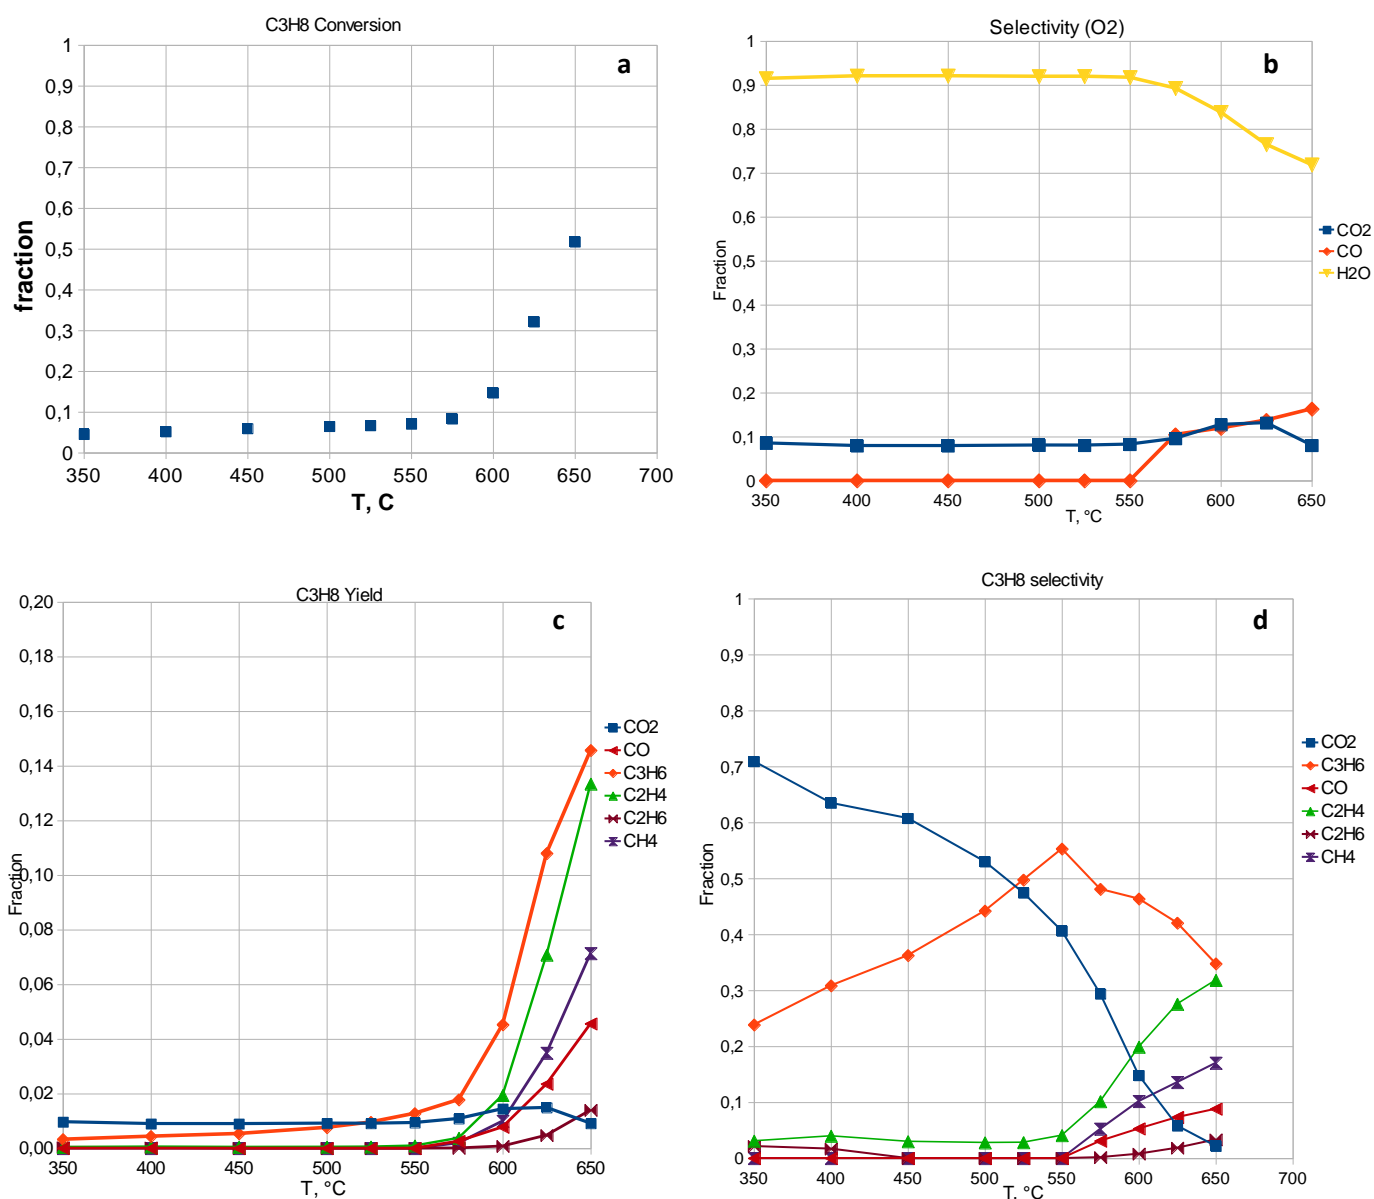 C3H8 Conversion
a
1
0,9
0,8
0,7
0,6
0,5
0,4
0,3
0,2
0,1
0
fraction
350 400 450 500 550 600 650 700
T, C
Selectivity (O2)
b
1
0,9
0,8
0,7
0,6
0,5
0,4
0,3
0,2
0,1
0
Fraction
350 400 450 500 550 600 650
T, °C
CO2
CO
H2O
C3H8 Yield
c
0,20
0,18
0,16
0,14
0,12
0,10
0,08
0,06
0,04
0,02
0,00
Fraction
350 400 450 500 550 600 650
T, °C
CO2
CO
C3H6
C2H4
C2H6
CH4
C3H8 selectivity
d
1
0,9
0,8
0,7
0,6
0,5
0,4
0,3
0,2
0,1
0
Fraction
350 400 450 500 550 600 650 700
T, °C
CO2
C3H6
CO
C2H4
C2H6
CH4